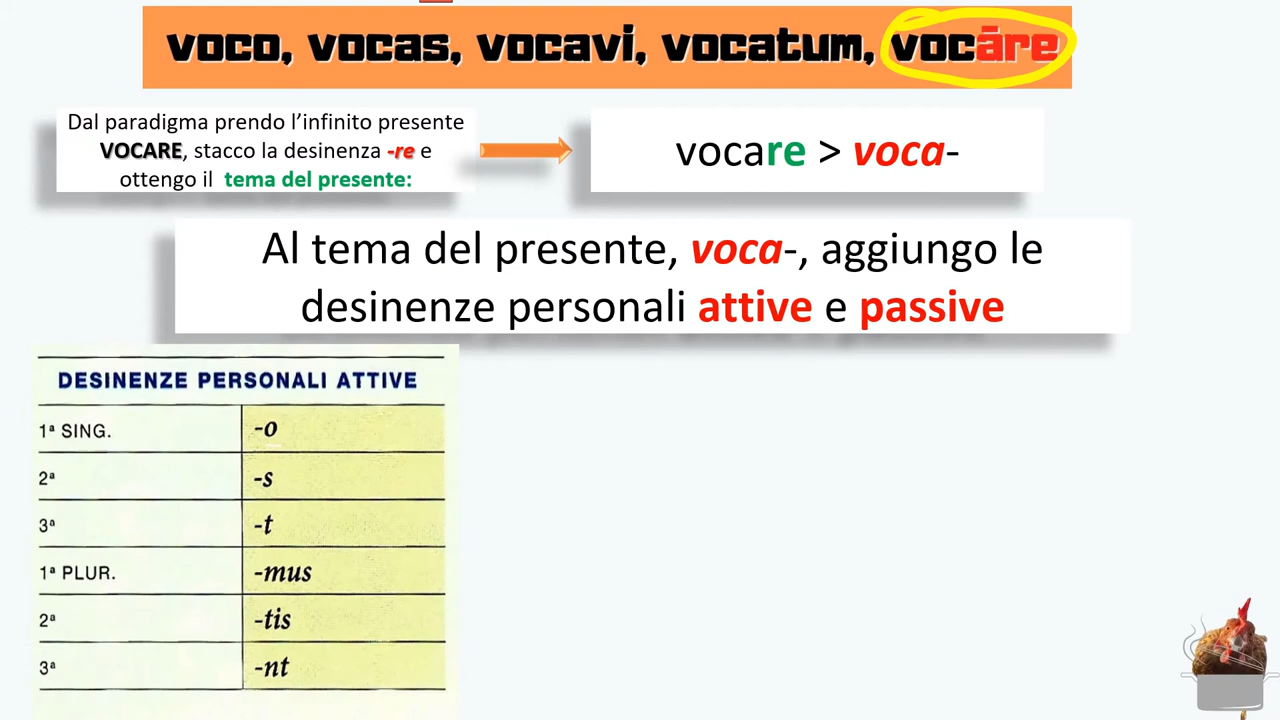 voco, vocas, vocavi, vocatum, vocāre
Dal paradigma prendo l'infinito presente
VOCARE, stacco la desinenza -re e
ottengo il tema del presente:
vocare > voca-
Al tema del presente, voca-, aggiungo le
desinenze personali attive e passive
DESINENZE PERSONALI ATTIVE
1ª SING. -o
2ª -s
3ª -t
1ª PLUR. -mus
2ª -tis
3ª -nt